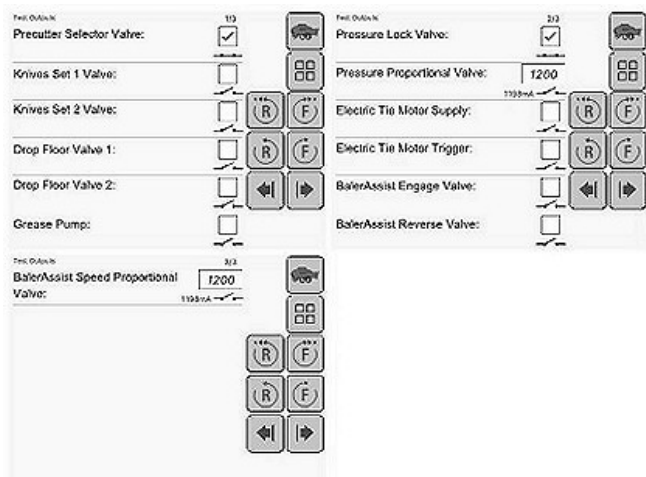 Test Outputs 1/3
Precutter Selector Valve:
Knives Set 1 Valve:
Knives Set 2 Valve:
R F
Drop Floor Valve 1:
R F
Drop Floor Valve 2:
Grease Pump:
Test Outputs 2/3
Pressure Lock Valve:
Pressure Proportional Valve: 1200
1198mA
Electric Tie Motor Supply:
R F
Electric Tie Motor Trigger:
R F
BalerAssist Engage Valve:
BalerAssist Reverse Valve:
Test Outputs 3/3
BalerAssist Speed Proportional
Valve: 1200
1198mA
R F
R F